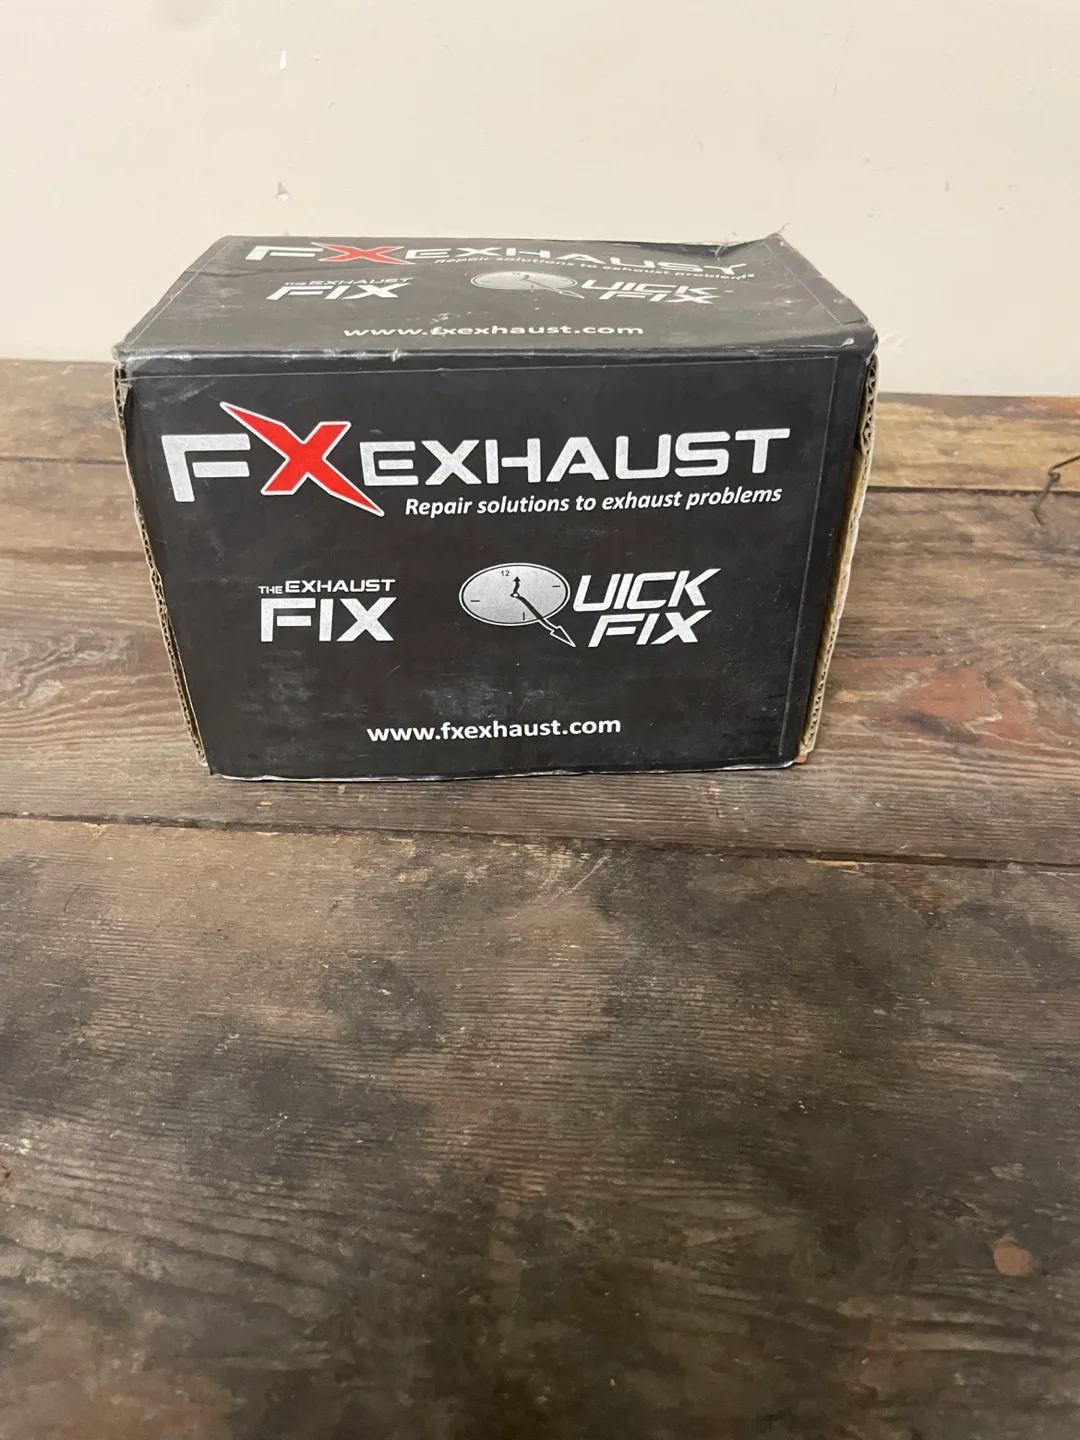 FXEXHAUST
Repair solutions to exhaust problems
THE EXHAUST
FIX
QUICK
FIX
www.fxexhaust.com
FXEXHAUST
Repair solutions to exhaust problems
THE EXHAUST
FIX
12
QUICK
FIX
www.fxexhaust.com